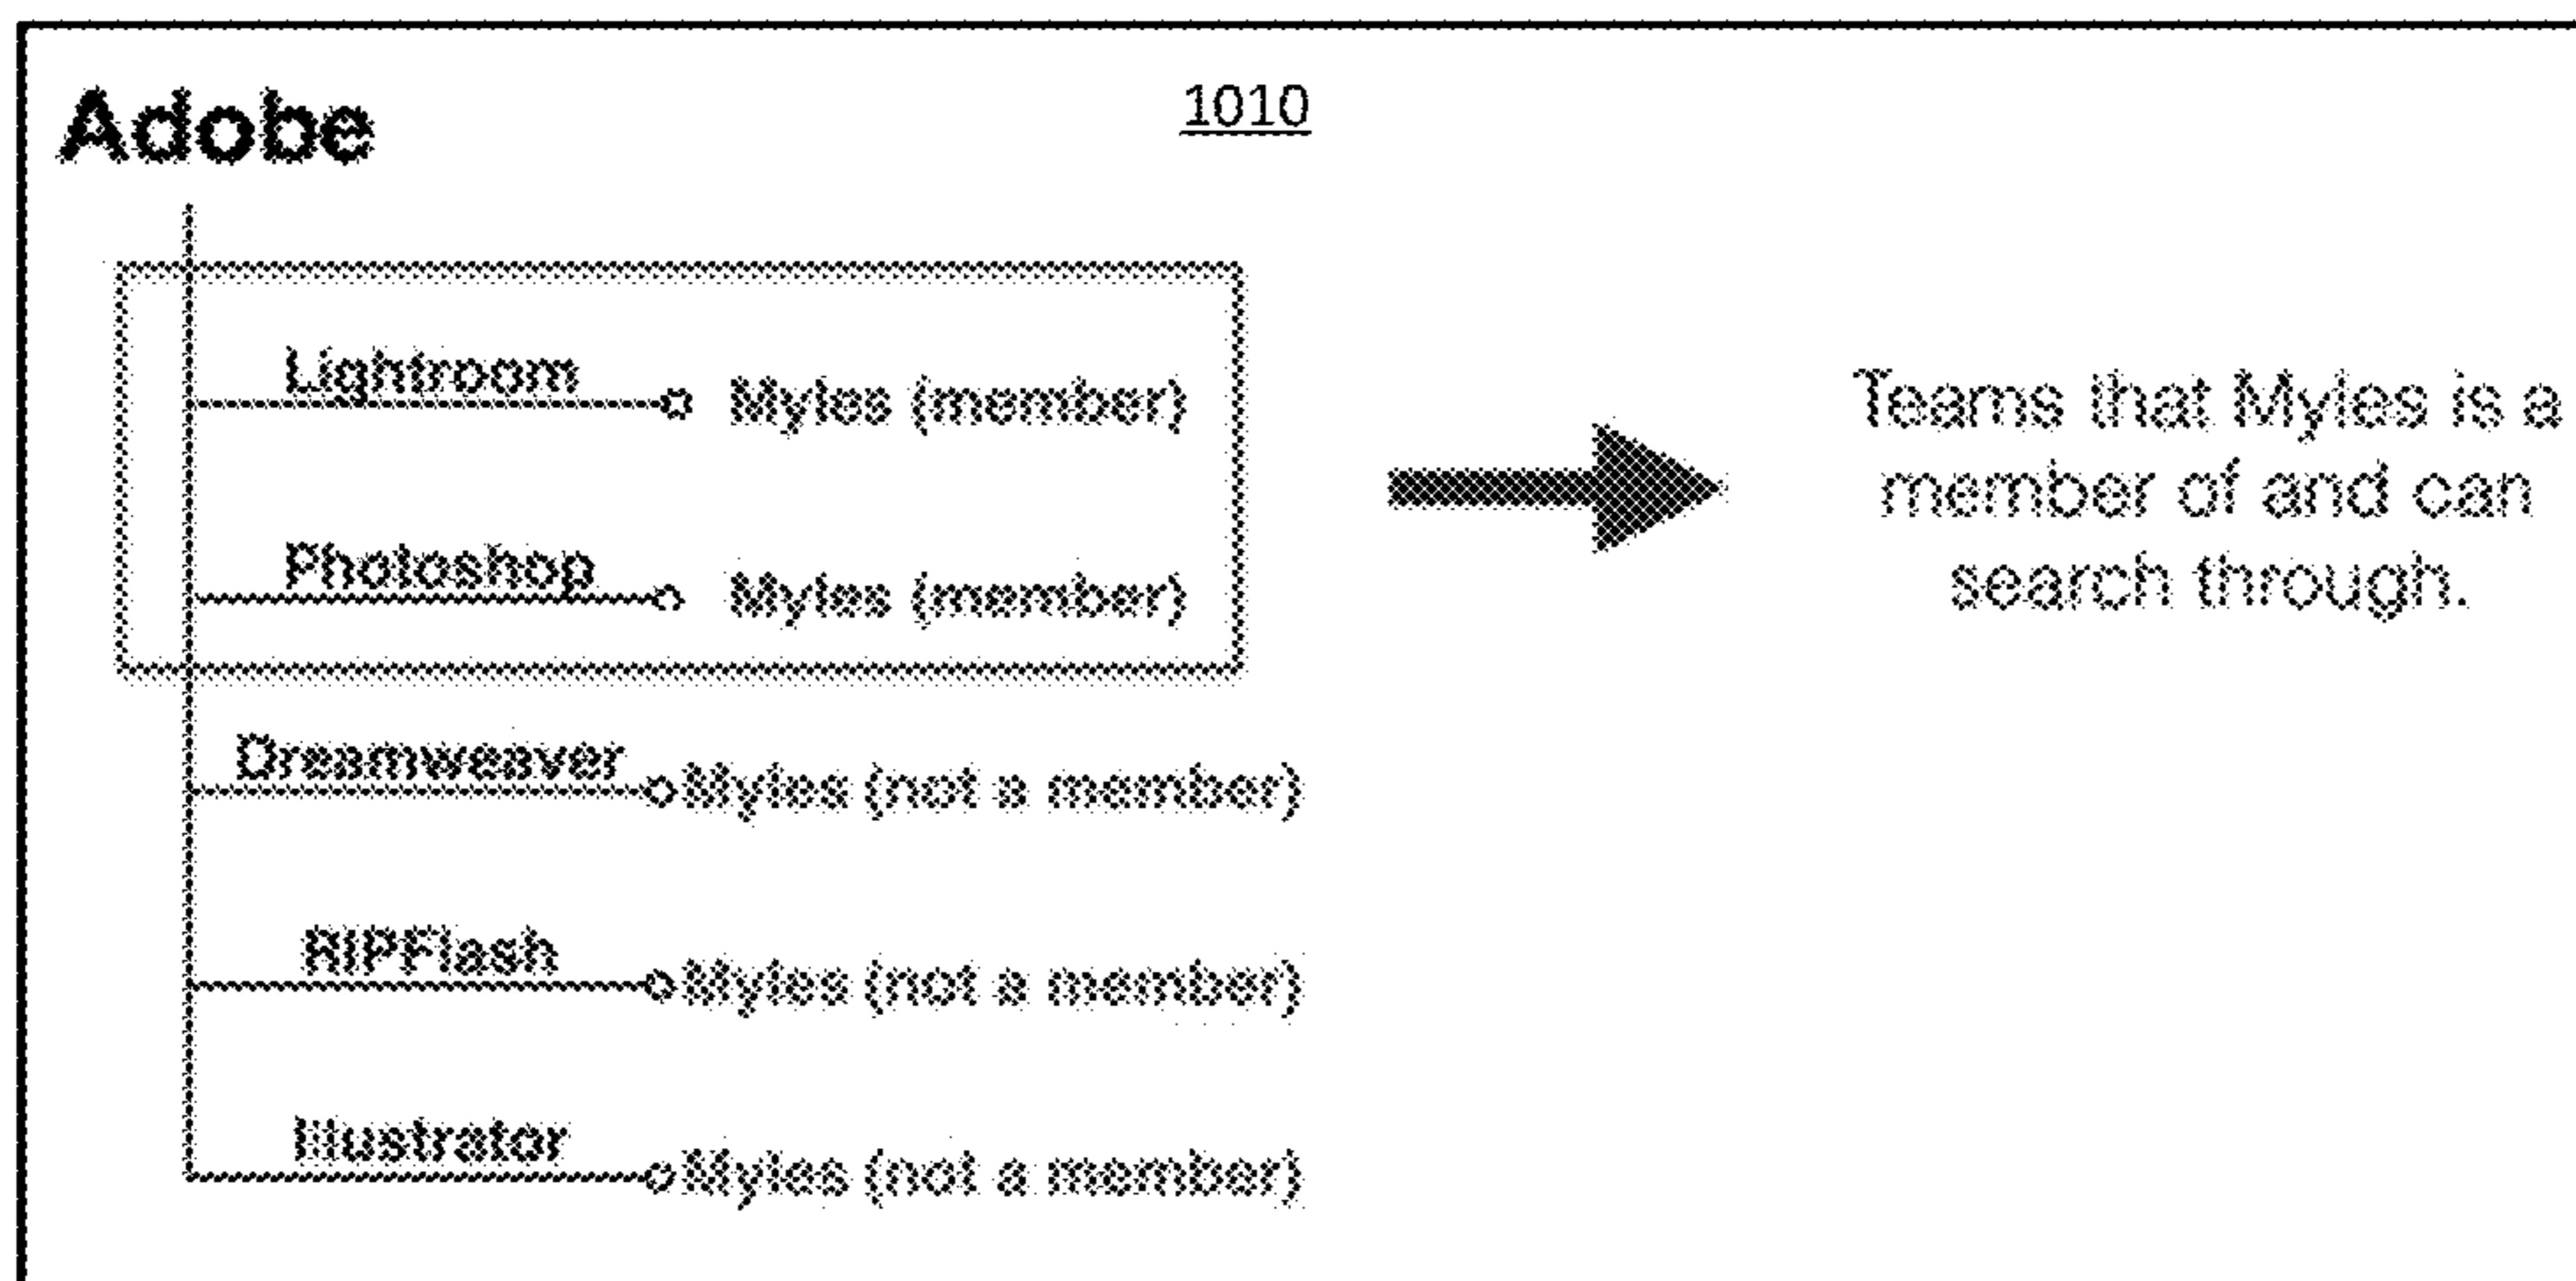 Adobe
1010
Lightroom
Myles (member)
Photoshop
Myles (member)
Teams that Myles is a
member of and can
search through.
Dreamweaver
Myles (not a member)
RIPFlash
Myles (not a member)
Illustrator
Myles (not a member)